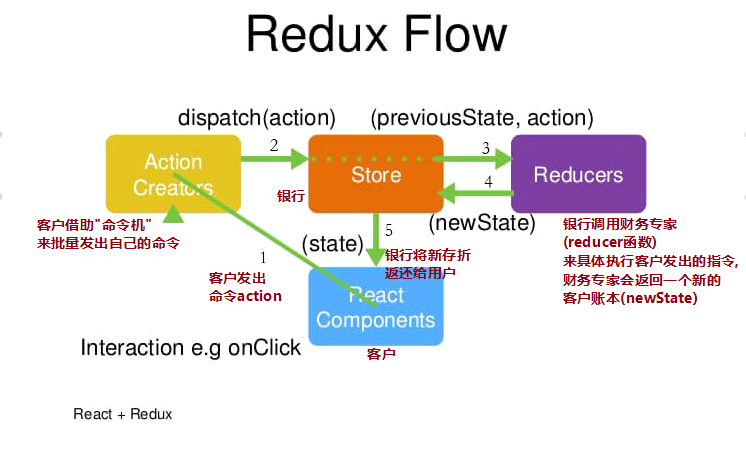 Redux Flow
dispatch(action)
(previousState, action)
2
3
Action
Creators
Store
Reducers
4
银行
客户借助"命令机"
来批量发出自己的命令
(newState)
银行调用财务专家
(reducer函数)
来具体执行客户发出的指令,
财务专家会返回一个新的
客户账本(newState)
1
(state)
5
银行将新存折
返还给用户
客户发出
命令action
React
Components
Interaction e.g onClick
客户
React + Redux